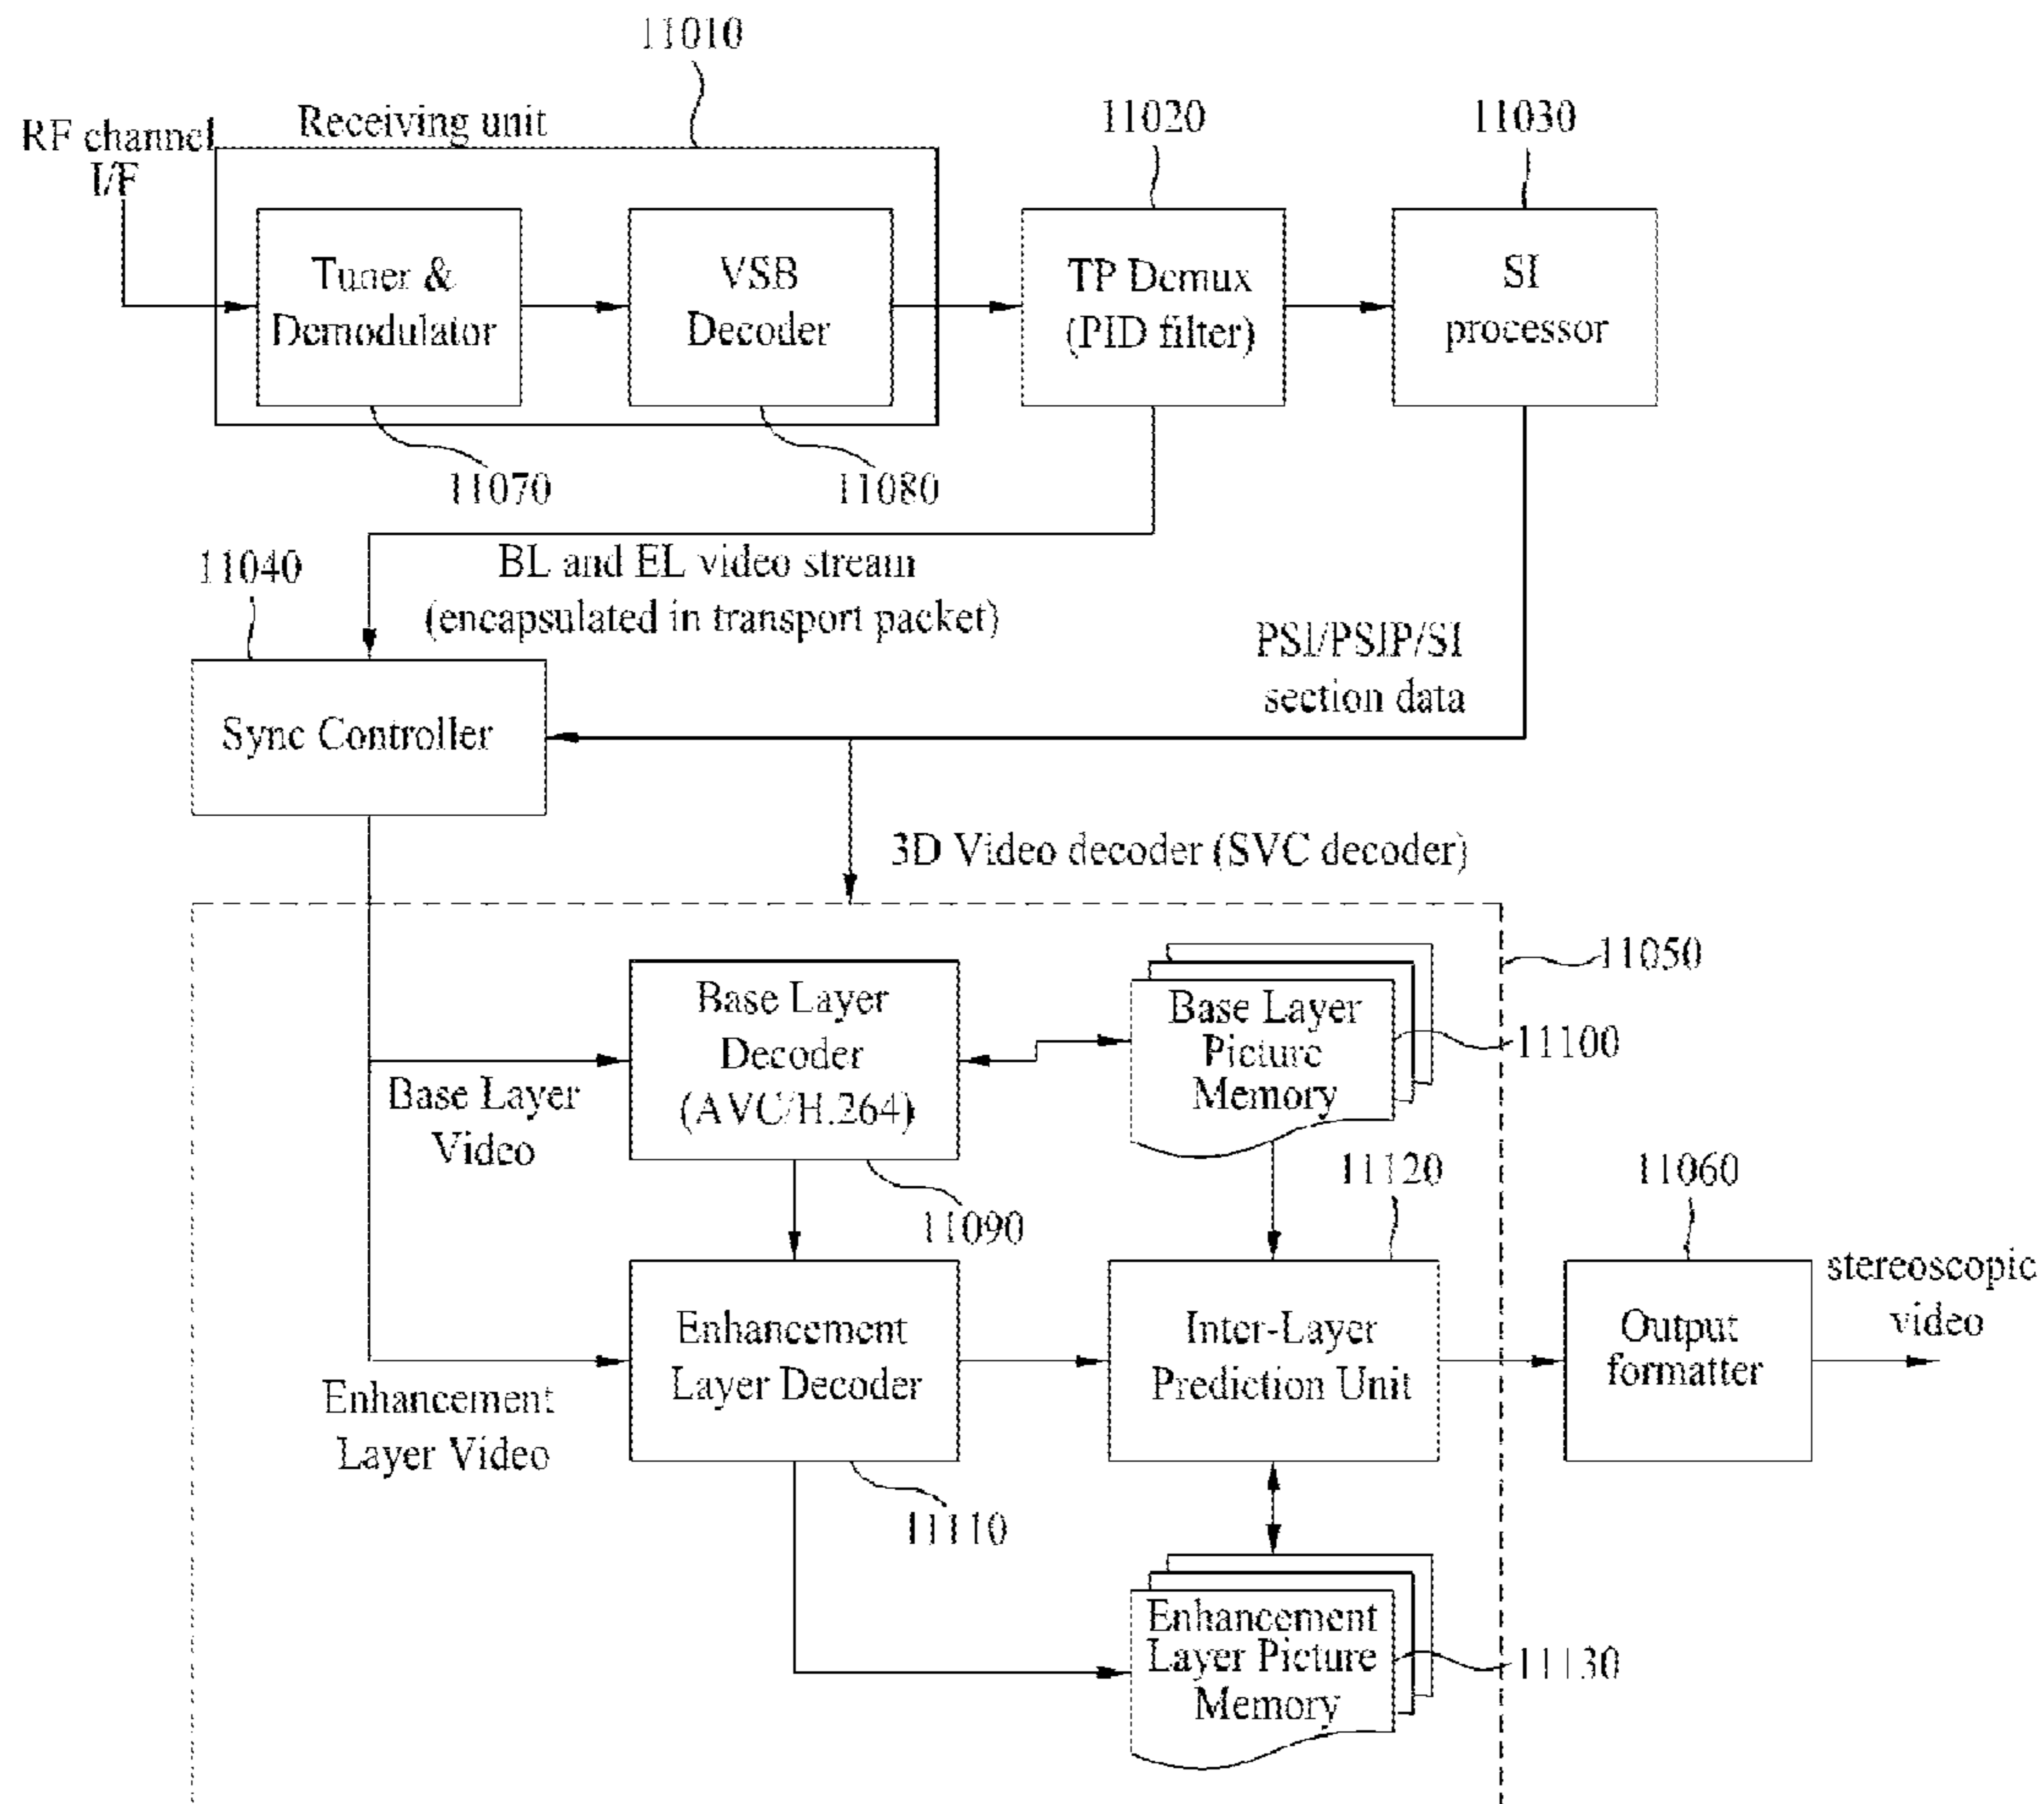 11010
Receiving unit
RF channel
I/F
11020
11030
Tuner &
Demodulator
VSB
Decoder
TP Demux
(PID filter)
SI
processor
11070
11080
11040
BL and EL video stream
(encapsulated in transport packet)
PSI/PSIP/SI
section data
Sync Controller
3D Video decoder (SVC decoder)
11050
Base Layer
Decoder
(AVC/H.264)
Base Layer
Picture
Memory
11100
Base Layer
Video
11090
11120
11060
Enhancement
Layer Decoder
Inter-Layer
Prediction Unit
Output
formatter
stereoscopic
video
Enhancement
Layer Video
11110
Enhancement
Layer Picture
Memory
11130